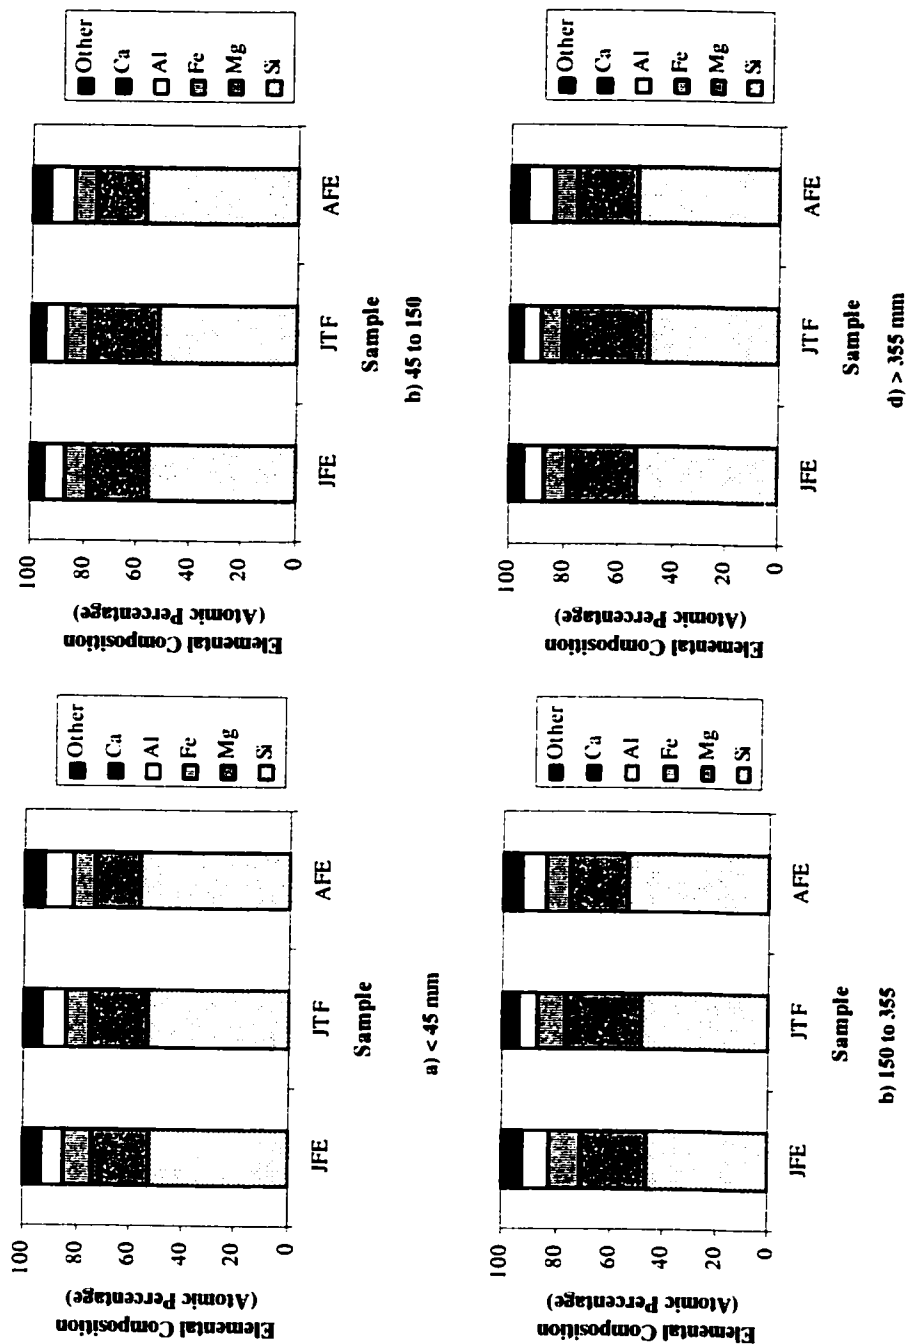 Elemental Composition
(Atomic Percentage)
100
80
60
40
20
0
JFE
JTF
AFE
Sample
a) < 45 mm
Other
Ca
Al
Fe
Mg
Si
Elemental Composition
(Atomic Percentage)
100
80
60
40
20
0
JFE
JTF
AFE
Sample
b) 45 to 150
Other
Ca
Al
Fe
Mg
Si
Elemental Composition
(Atomic Percentage)
100
80
60
40
20
0
JFE
JTF
AFE
Sample
b) 150 to 355
Other
Ca
Al
Fe
Mg
Si
Elemental Composition
(Atomic Percentage)
100
80
60
40
20
0
JFE
JTF
AFE
Sample
d) > 355 mm
Other
Ca
Al
Fe
Mg
Si